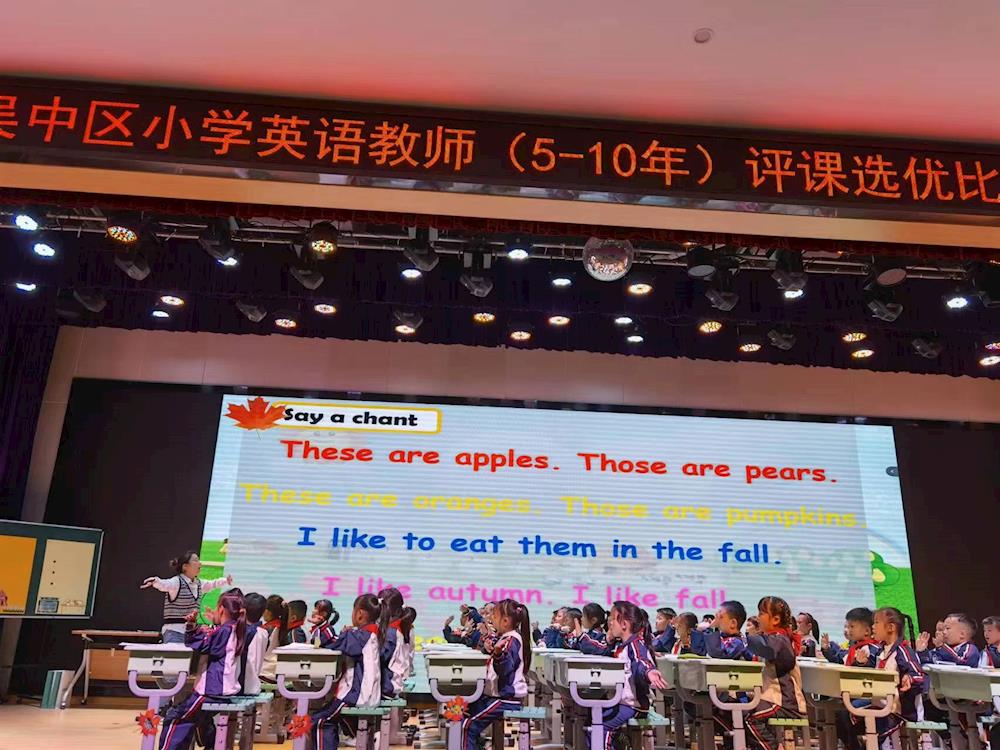 吴中区小学英语教师（5-10年）评课选优比
Say a chant
These are apples. Those are pears.
These are oranges. Those are pumpkins.
I like to eat them in the fall.
I like autumn. I like fall.